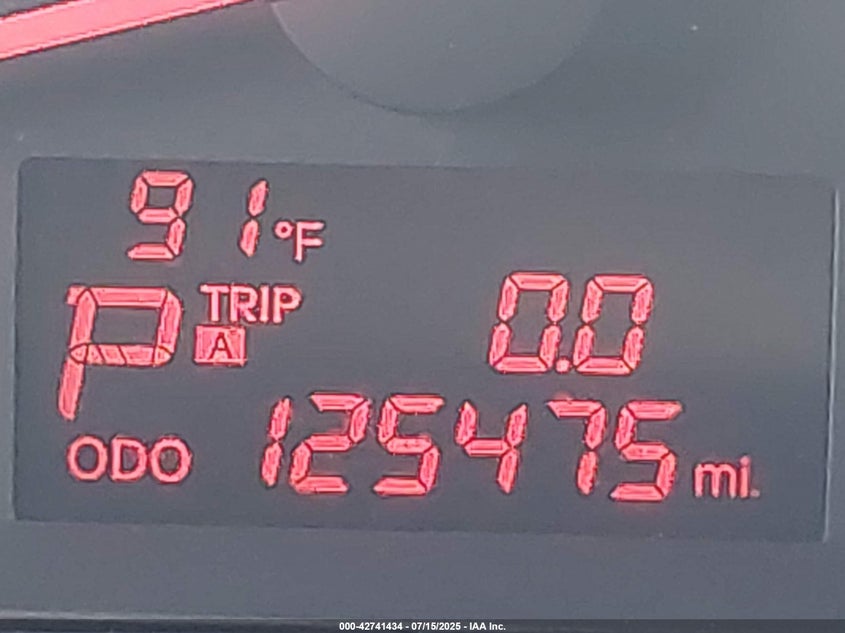 91 °F
P TRIP A 0.0
ODO 125475 mi.
000-42741434 - 07/15/2025 - IAA Inc.